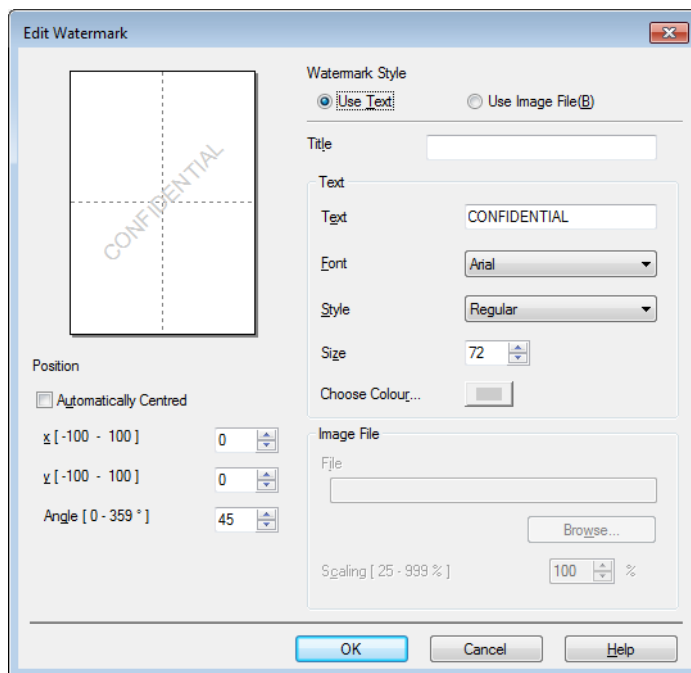 Edit Watermark
CONFIDENTIAL
Watermark Style
Use Text
Use Image File(B)
Title
Text
Text
CONFIDENTIAL
Font
Arial
Style
Regular
Size
72
Choose Colour...
Position
Automatically Centred
x [ -100 - 100 ]
0
y [ -100 - 100 ]
0
Angle [ 0 - 359 ° ]
45
Image File
File
Browse...
Scaling [ 25 - 999 % ]
100
%
OK
Cancel
Help